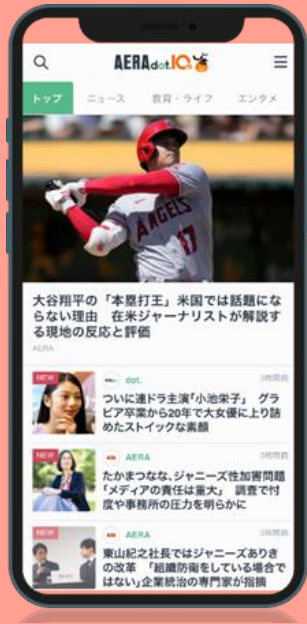 AERAdot.10th
トップ ニュース 教育・ライフ エンタメ
ANGELS
17
大谷翔平の「本塁打王」米国では話題にな
らない理由 在米ジャーナリストが解説す
る現地の反応と評価
AERA
NEW dot. 3時間前
ついに連ドラ主演「小池栄子」 グラ
ビア卒業から20年で大女優に上り詰
めたストイックな素顔
NEW AERA 3時間前
たかまつなな、ジャニーズ性加害問題
「メディアの責任は重大」 調査で忖
度や事務所の圧力を明らかに
NEW AERA
東山紀之社長ではジャニーズありき
の改革 「組織防衛をしている場合で
はない」企業統治の専門家が指摘